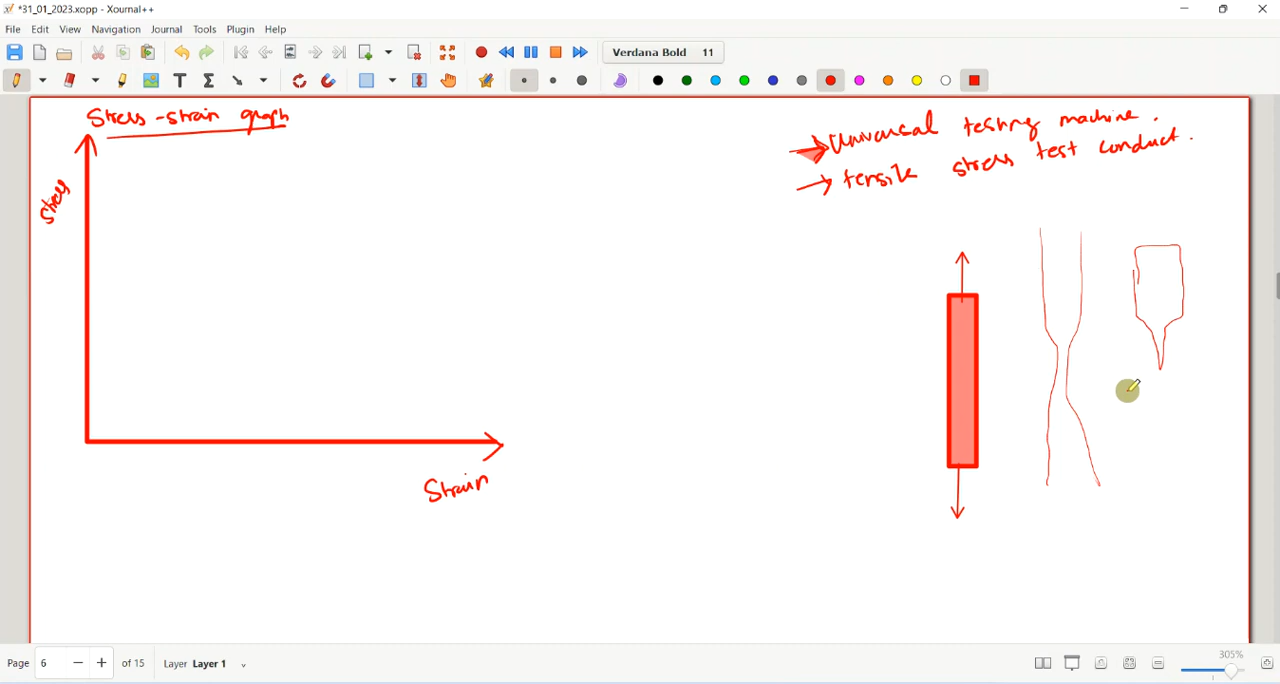 *31_01_2023.xopp - Xournal++
File Edit View Navigation Journal Tools Plugin Help
Verdana Bold 11
Stress-strain graph
→ Universal testing machine.
→ tensile stress test conduct.
Stress
Strain
Page 6 of 15 Layer Layer 1 305%